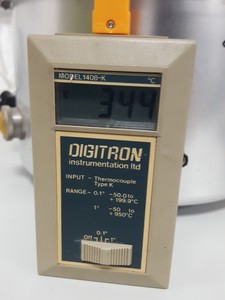 MODEL 1408-K °C
344
DIGITRON
instrumentation ltd
INPUT - Thermocouple
Type K
RANGE - 0.1° -50.0 to
+ 199.9°C
1° -50 to
+ 950°C
0.1°
Off 1°